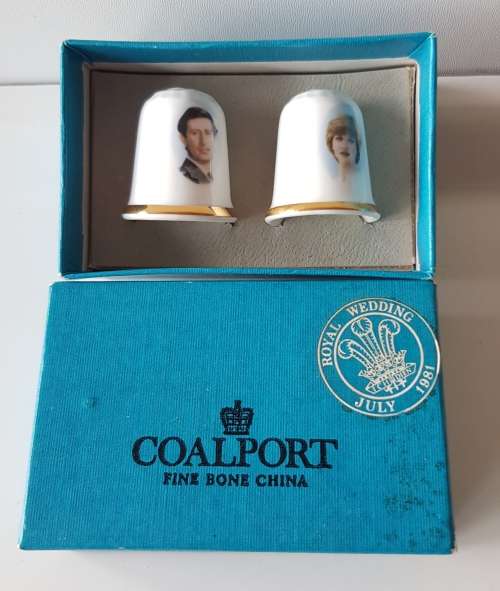 ROYAL WEDDING
JULY 1981
COALPORT
FINE BONE CHINA